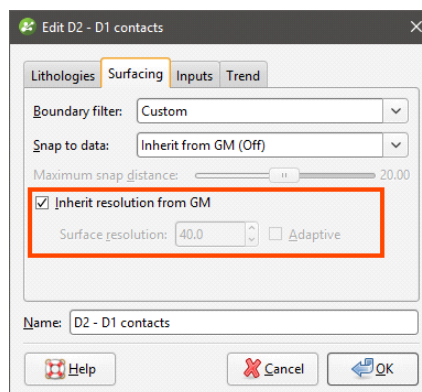 Edit D2 - D1 contacts
Lithologies Surfacing Inputs Trend
Boundary filter: Custom
Snap to data: Inherit from GM (Off)
Maximum snap distance: 20.00
Inherit resolution from GM
Surface resolution: 40.0 Adaptive
Name: D2 - D1 contacts
Help Cancel OK